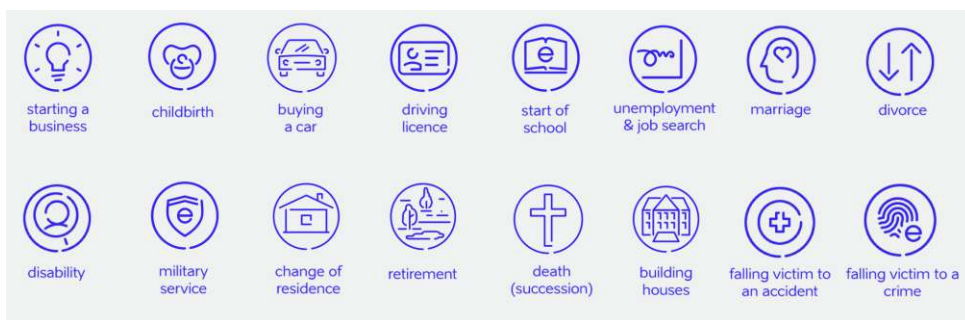 starting a
business
childbirth
buying
a car
driving
licence
e
start of
school
unemployment
& job search
marriage
divorce
disability
e
military
service
e
change of
residence
retirement
death
(succession)
building
houses
falling victim to
an accident
e
falling victim to a
crime